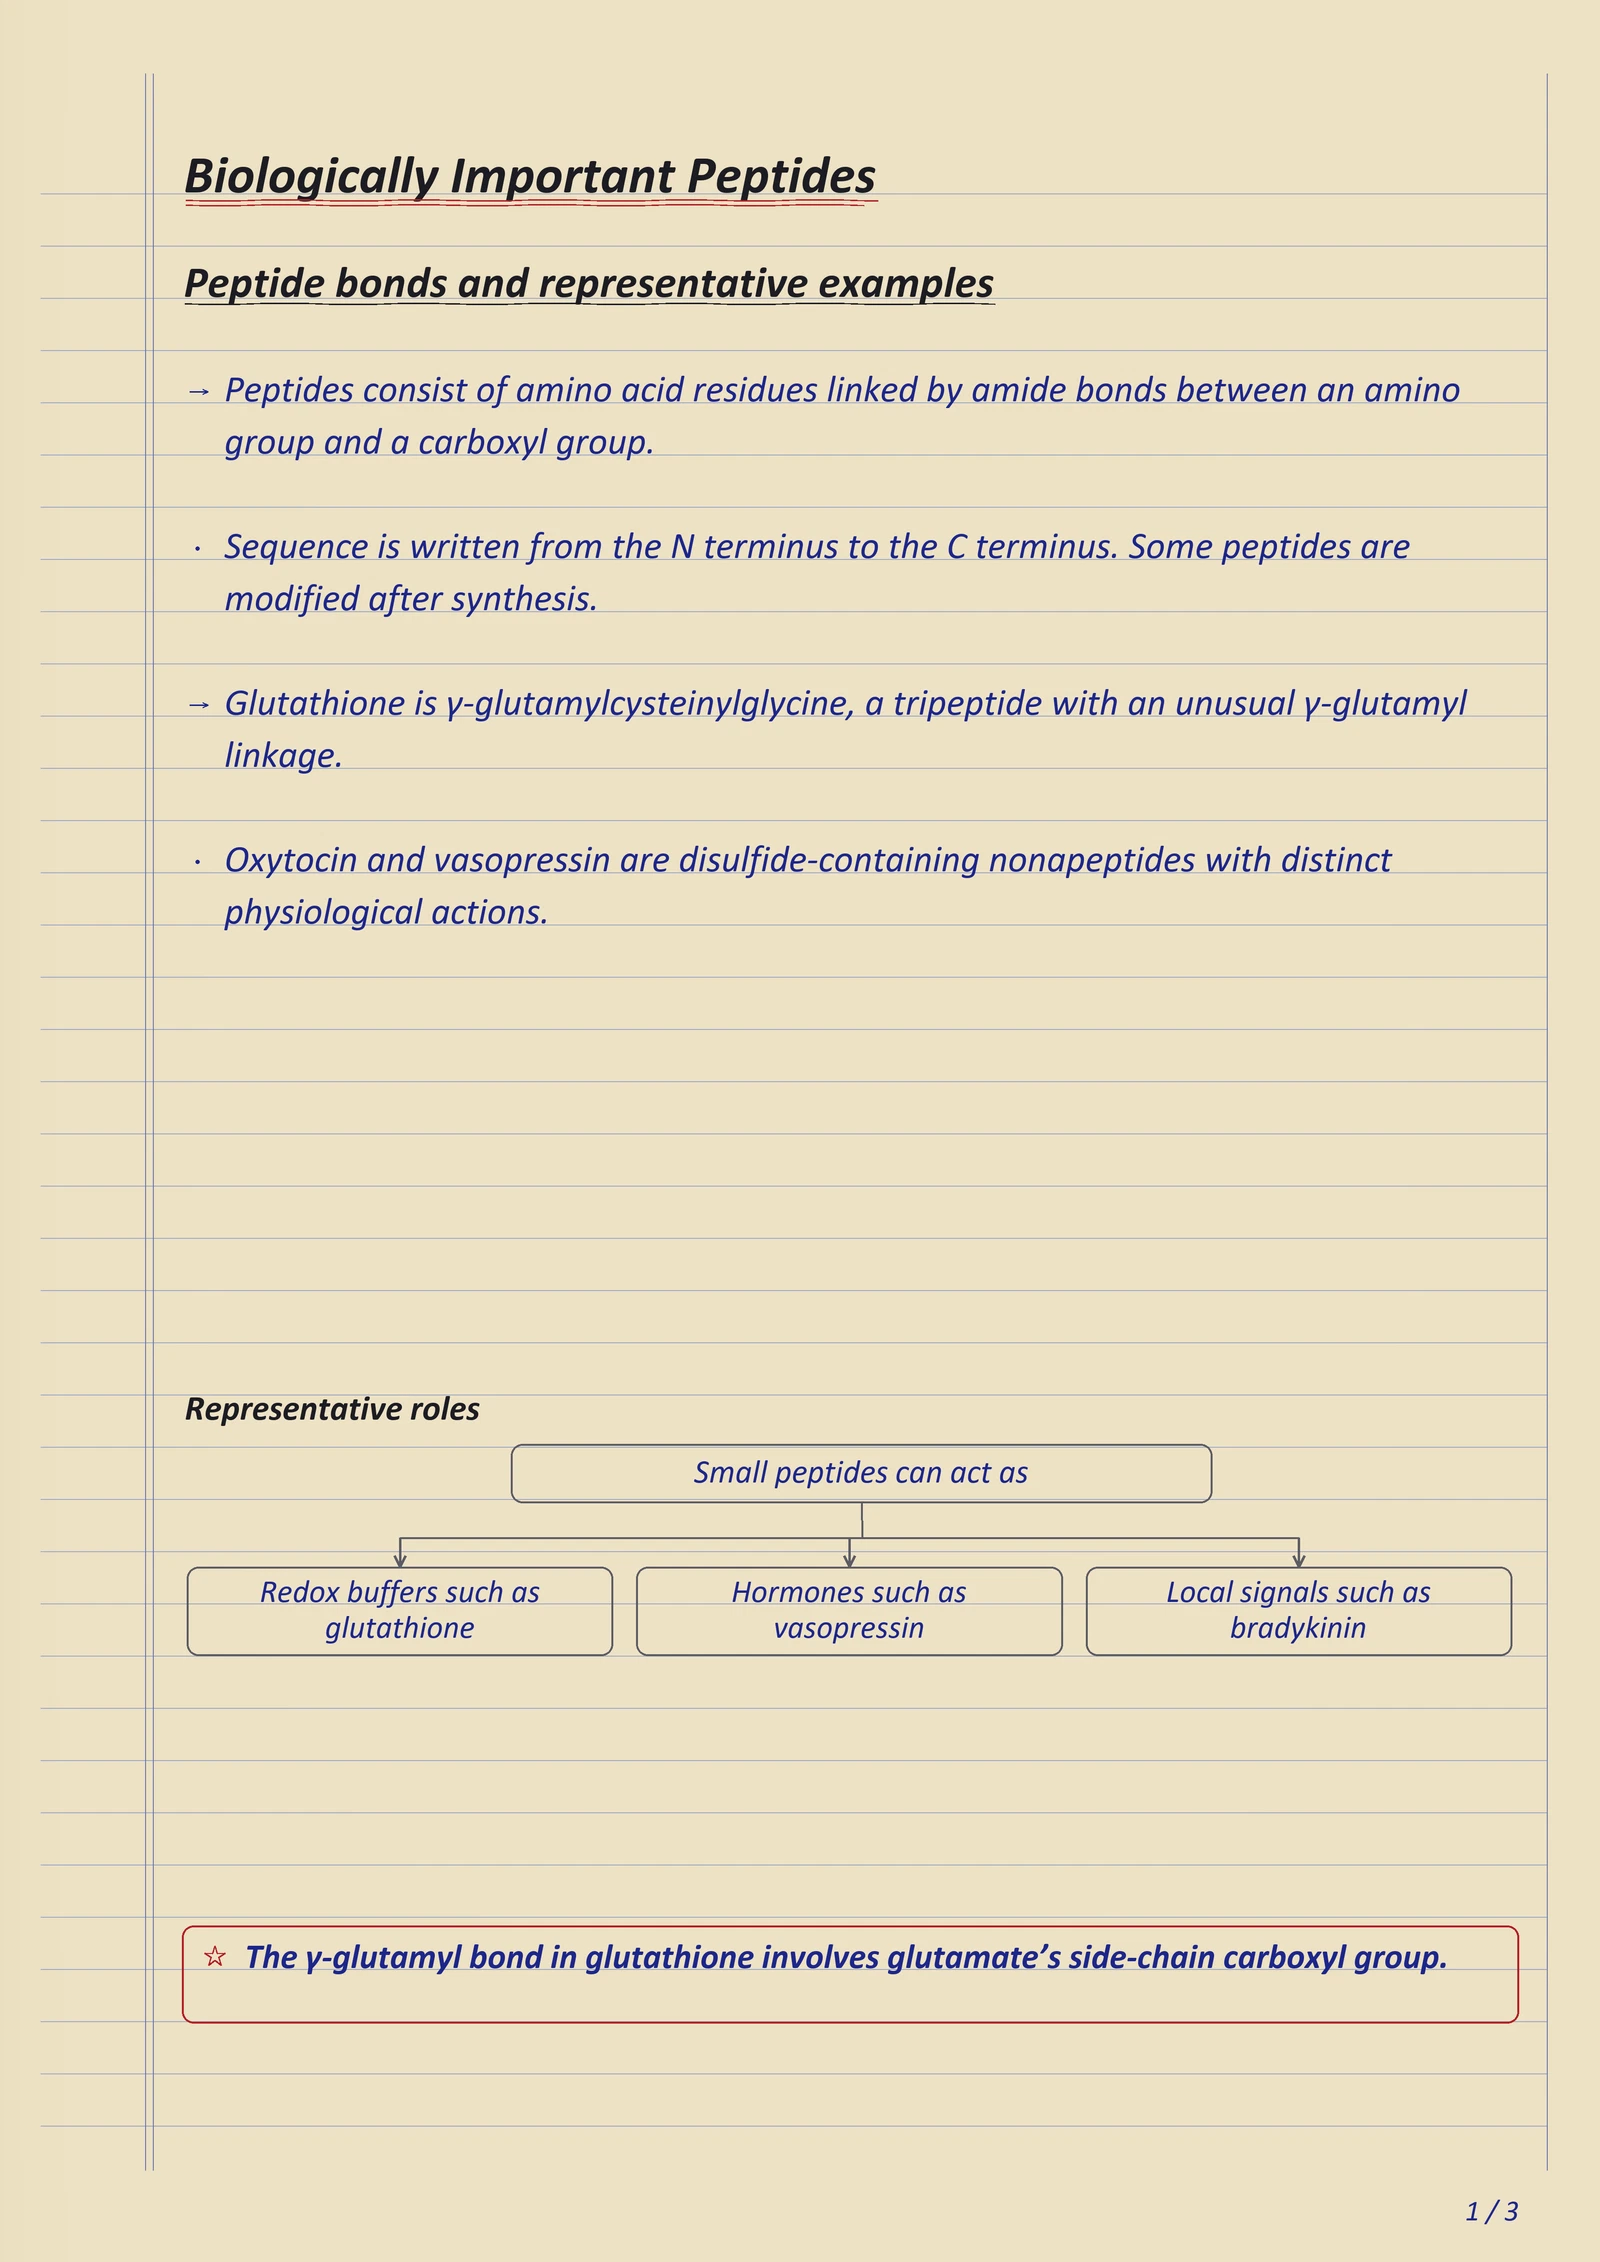 Biologically Important Peptides
Peptide bonds and representative examples
→ Peptides consist of amino acid residues linked by amide bonds between an amino
group and a carboxyl group.
· Sequence is written from the N terminus to the C terminus. Some peptides are
modified after synthesis.
→ Glutathione is γ-glutamylcysteinylglycine, a tripeptide with an unusual γ-glutamyl
linkage.
· Oxytocin and vasopressin are disulfide-containing nonapeptides with distinct
physiological actions.
Representative roles
Small peptides can act as
Redox buffers such as
glutathione
Hormones such as
vasopressin
Local signals such as
bradykinin
☆ The γ-glutamyl bond in glutathione involves glutamate’s side-chain carboxyl group.
1 / 3